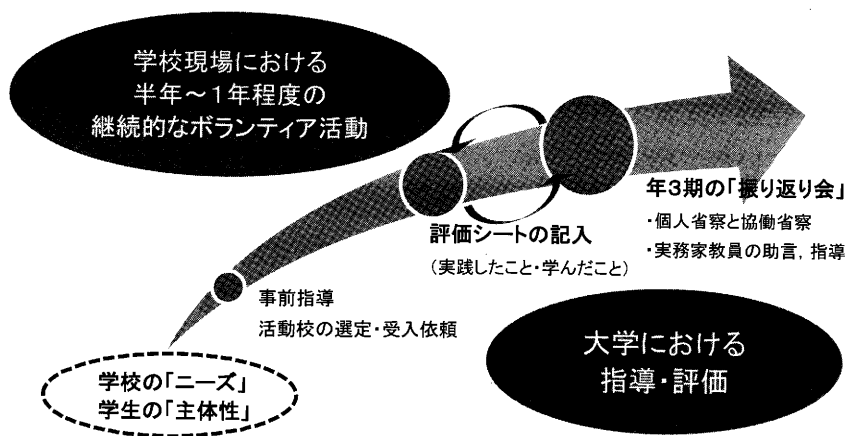 学校現場における
半年～１年程度の
継続的なボランティア活動
年３期の「振り返り会」
・個人省察と協働省察
・実務家教員の助言，指導
評価シートの記入
（実践したこと・学んだこと）
事前指導
活動校の選定・受入依頼
学校の「ニーズ」
学生の「主体性」
大学における
指導・評価